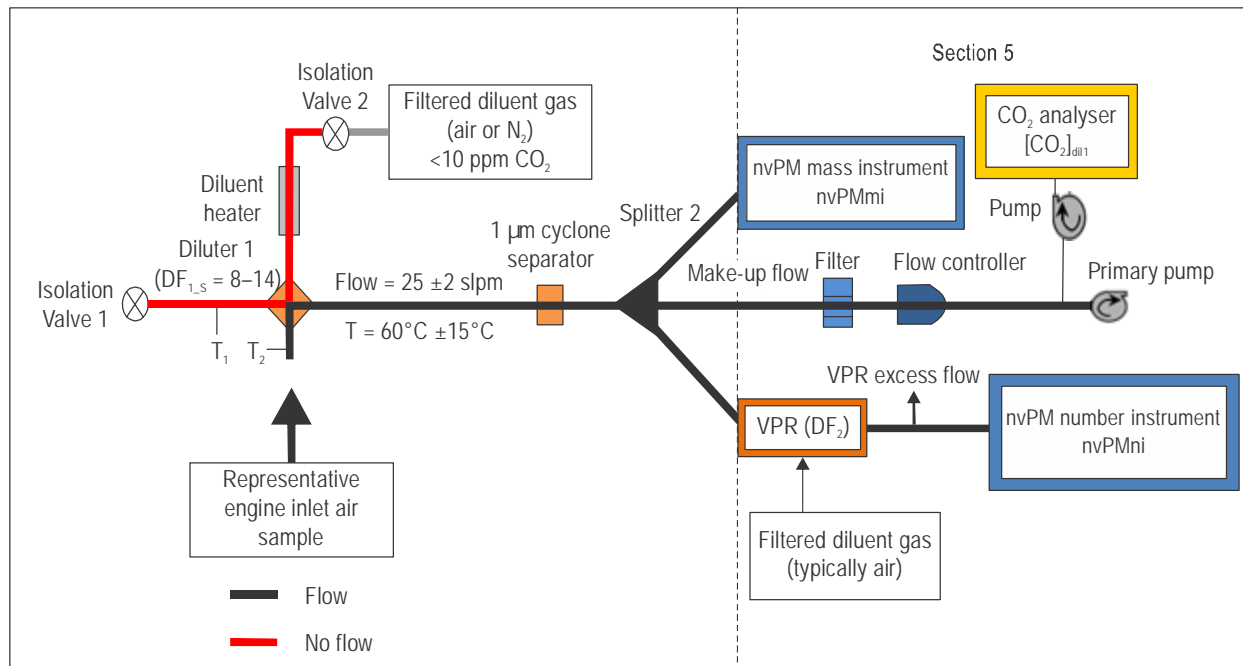 Section 5
Isolation
Valve 2
Filtered diluent gas
(air or N₂)
<10 ppm CO₂
CO₂ analyser
[CO₂]dil1
nvPM mass instrument
nvPMmi
Diluent
heater
Pump
Splitter 2
1 µm cyclone
separator
Diluter 1
(DF1_S = 8–14)
Flow = 25 ±2 slpm
Make-up flow
Filter
Flow controller
Primary pump
Isolation
Valve 1
T₁
T₂
T = 60°C ±15°C
VPR excess flow
VPR (DF₂)
nvPM number instrument
nvPMni
Representative
engine inlet air
sample
Filtered diluent gas
(typically air)
Flow
No flow